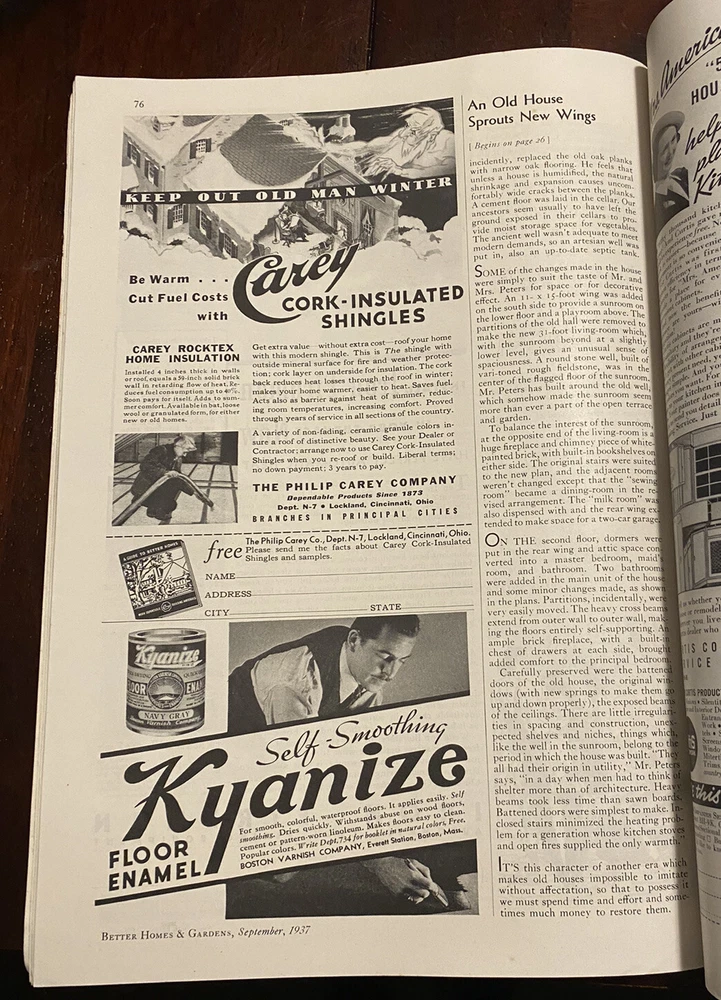 76
KEEP OUT OLD MAN WINTER
Be Warm . . .
Cut Fuel Costs
with
Carey
CORK-INSULATED
SHINGLES
CAREY ROCKTEX
HOME INSULATION
Installed 4 inches thick in walls
or roof, equals a 59-inch solid brick
wall in retarding flow of heat. Re-
duces fuel consumption up to 40%.
Soon pays for itself. Adds to sum-
mer comfort. Available in bat, loose
wool or granulated form, for either
new or old homes.
Get extra value—without extra cost—roof your home
with this modern shingle. This is The shingle with
outside mineral surface for fire and weather protec-
tion; cork layer on underside for insulation. The cork
back reduces heat losses through the roof in winter;
makes your home warmer, easier to heat. Saves fuel.
Acts also as barrier against heat of summer, reduc-
ing room temperatures, increasing comfort. Proved
through years of service in all sections of the country.
A variety of non-fading, ceramic granule colors in-
sure a roof of distinctive beauty. See your Dealer or
Contractor; arrange now to use Carey Cork-Insulated
Shingles when you re-roof or build. Liberal terms;
no down payment; 3 years to pay.
THE PHILIP CAREY COMPANY
Dependable Products Since 1873
Dept. N-7 • Lockland, Cincinnati, Ohio
BRANCHES IN PRINCIPAL CITIES
A GUIDE TO BETTER HOMES
free
The Philip Carey Co., Dept. N-7, Lockland, Cincinnati, Ohio.
Please send me the facts about Carey Cork-Insulated
Shingles and samples.
NAME
ADDRESS
CITY STATE
Kyanize
FLOOR ENAMEL
NAVY GRAY
Boston Varnish Company
Self-Smoothing
Kyanize
FLOOR
ENAMEL
For smooth, colorful, waterproof floors. It applies easily. Self
smoothing. Dries quickly. Withstands abuse on wood floors,
cement or pattern-worn linoleum. Makes floors easy to clean.
Popular colors. Write Dept. 734 for booklet in natural colors, Free.
BOSTON VARNISH COMPANY, Everett Station, Boston, Mass.
BETTER HOMES & GARDENS, September, 1937
An Old House
Sprouts New Wings
[ Begins on page 26 ]
incidently, replaced the old oak planks
with narrow oak flooring. He feels that
unless a house is humidified, the natural
shrinkage and expansion causes uncom-
fortably wide cracks between the planks.
A cement floor was laid in the cellar. Our
ancestors seem usually to have left the
ground exposed in their cellars to pro-
vide moist storage space for vegetables.
The ancient well wasn't adequate to meet
modern demands, so an artesian well was
put in, also an up-to-date septic tank.
SOME of the changes made in the house
were simply to suit the taste of Mr. and
Mrs. Peters for space or for decorative
effect. An 11- x 15-foot wing was added
on the south side to provide a sunroom on
the lower floor and a playroom above. The
partitions of the old hall were removed to
make the new 31-foot living-room which,
with the sunroom beyond at a slightly
lower level, gives an unusual sense of
spaciousness. A round stone well, built of
vari-toned rough fieldstone, was in the
center of the flagged floor of the sunroom.
Mr. Peters has built around the old well,
which somehow made the sunroom seem
more than ever a part of the open terrace
and garden.
To balance the interest of the sunroom,
at the opposite end of the living-room is a
huge fireplace and chimney piece of white-
painted brick, with built-in bookshelves on
either side. The original stairs were suited
to the new plan, and the adjacent rooms
weren't changed except that the "sewing
room" became a dining-room in the re-
vised arrangement. The "milk room" was
also dispensed with and the rear wing ex-
tended to make space for a two-car garage.
ON THE second floor, dormers were
put in the rear wing and attic space con-
verted into a master bedroom, maid's
room, and bathroom. Two bathrooms
were added in the main unit of the house
and some minor changes made, as shown
in the plans. Partitions, incidentally, were
very easily moved. The heavy cross beams
extend from outer wall to outer wall, mak-
ing the floors entirely self-supporting. An
ample brick fireplace, with a built-in
chest of drawers at each side, brought
added comfort to the principal bedroom.
Carefully preserved were the battened
doors of the old house, the original win-
dows (with new springs to make them go
up and down properly), the exposed beams
of the ceilings. There are little irregulari-
ties in spacing and construction, unex-
pected shelves and niches, things which,
like the well in the sunroom, belong to the
period in which the house was built. "They
all had their origin in utility," Mr. Peters
says, "in a day when men had to think of
shelter more than of architecture. Heavy
beams took less time than sawn boards.
Battened doors were simplest to make. In-
closed stairs minimized the heating prob-
lem for a generation whose kitchen stoves
and open fires supplied the only warmth."
IT'S this character of another era which
makes old houses impossible to imitate
without affection, so that to possess it
we must spend time and effort and some-
times much money to restore them.
America
HOU
help